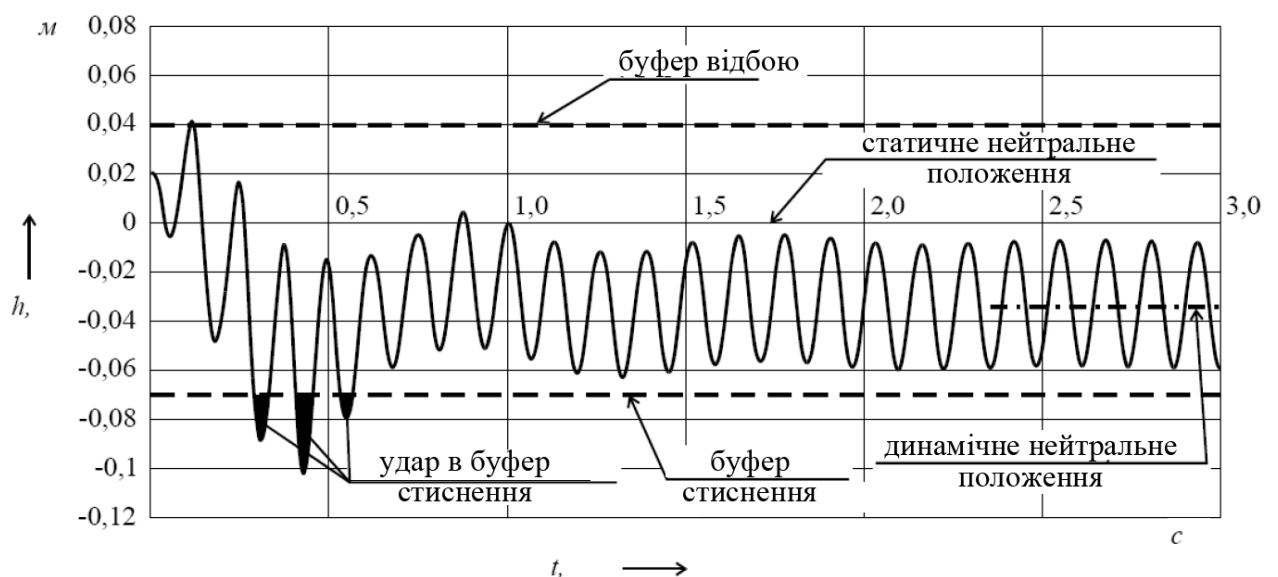 м
0,08
0,06
буфер відбою
0,04
статичне нейтральне
положення
0,02
0
0,5
1,0
1,5
2,0
2,5
3,0
-0,02
h,
-0,04
-0,06
-0,08
удар в буфер
стиснення
буфер
стиснення
динамічне нейтральне
положення
-0,1
-0,12
с
t,